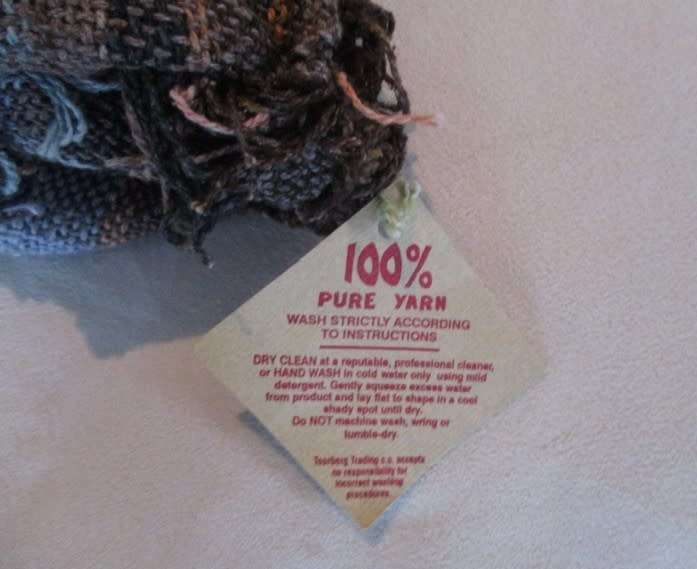 100%
PURE YARN
WASH STRICTLY ACCORDING
TO INSTRUCTIONS
DRY CLEAN at a reputable, professional cleaner,
or HAND WASH in cold water only using mild
detergent. Gently squeeze excess water
from product and lay flat to shape in a cool
shady spot until dry.
Do NOT machine wash, wring or
tumble-dry.
Trading c.c. accepts
no responsibility for
incorrect washing
procedures.